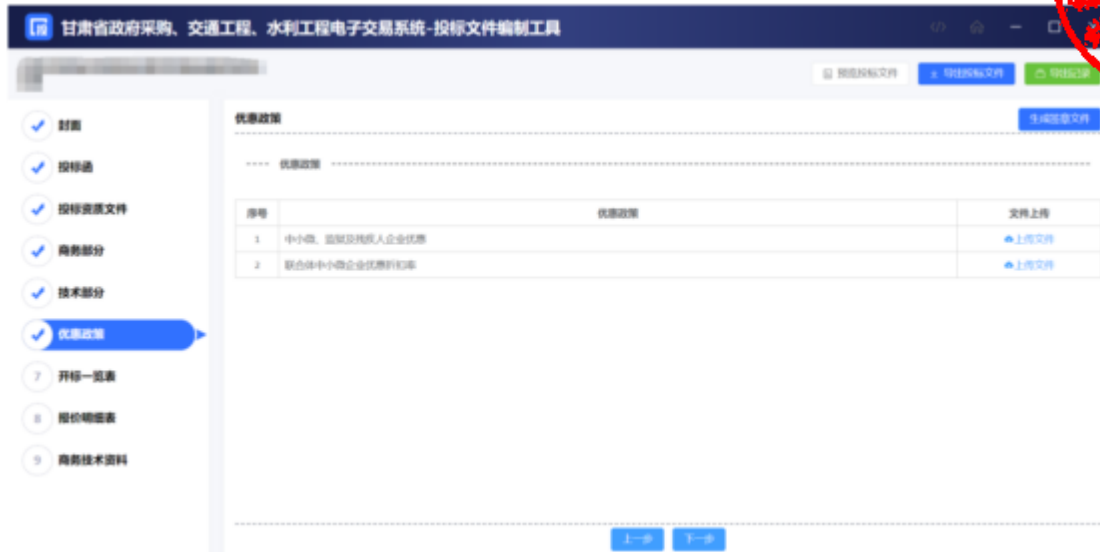 甘肃省政府采购、交通工程、水利工程电子交易系统-投标文件编制工具
预览投标文件 导出投标文件 导出记录
封面
投标函
投标资质文件
商务部分
技术部分
优惠政策
7 开标一览表
8 报价明细表
9 商务技术资料
优惠政策 生成签章文件
优惠政策
序号 优惠政策 文件上传
1 中小微、监狱及残疾人企业优惠 上传文件
2 联合体中小微企业优惠折扣率 上传文件
上一步 下一步